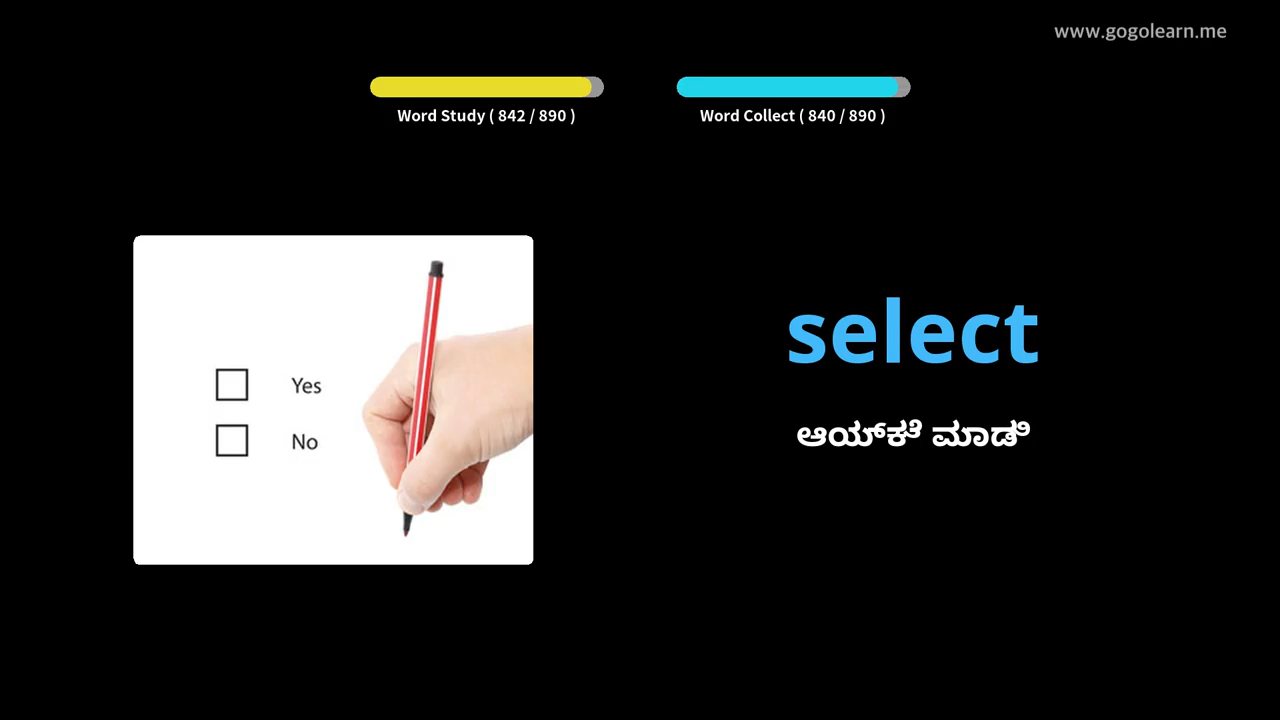 www.gogolearn.me
Word Study ( 842 / 890 )
Word Collect ( 840 / 890 )
select
ಆಯ್ಕೆ ಮಾಡಿ
Yes
No